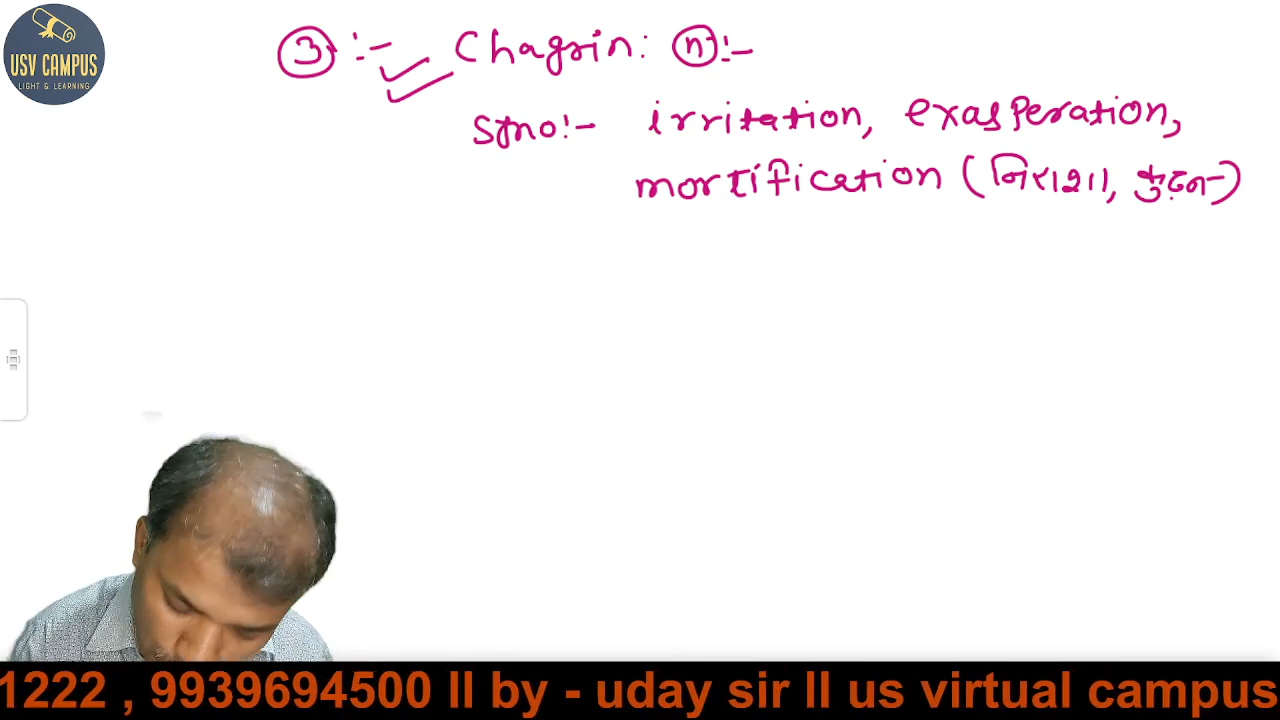 USV CAMPUS
LIGHT & LEARNING
3 :- Chagrin: n :-
syno:- irritation, exasperation,
mortification (निराशा, कुढ़न)
1222 , 9939694500 ll by - uday sir ll us virtual campus